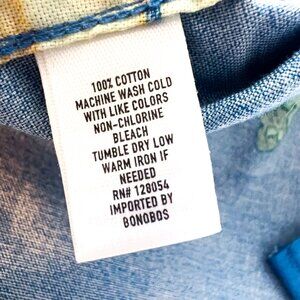 100% COTTON
MACHINE WASH COLD
WITH LIKE COLORS
NON-CHLORINE
BLEACH
TUMBLE DRY LOW
WARM IRON IF
NEEDED
RN# 128054
IMPORTED BY
BONOBOS